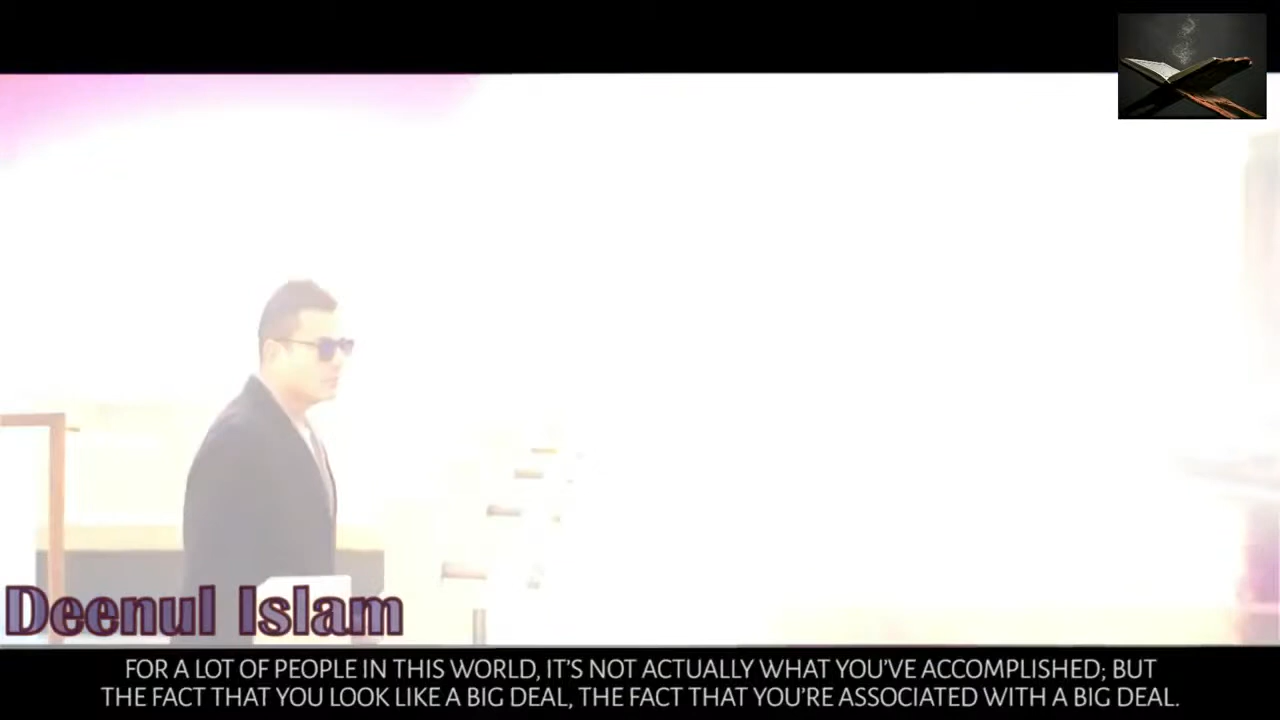 Deenul Islam
FOR A LOT OF PEOPLE IN THIS WORLD, IT'S NOT ACTUALLY WHAT YOU'VE ACCOMPLISHED; BUT
THE FACT THAT YOU LOOK LIKE A BIG DEAL, THE FACT THAT YOU'RE ASSOCIATED WITH A BIG DEAL.